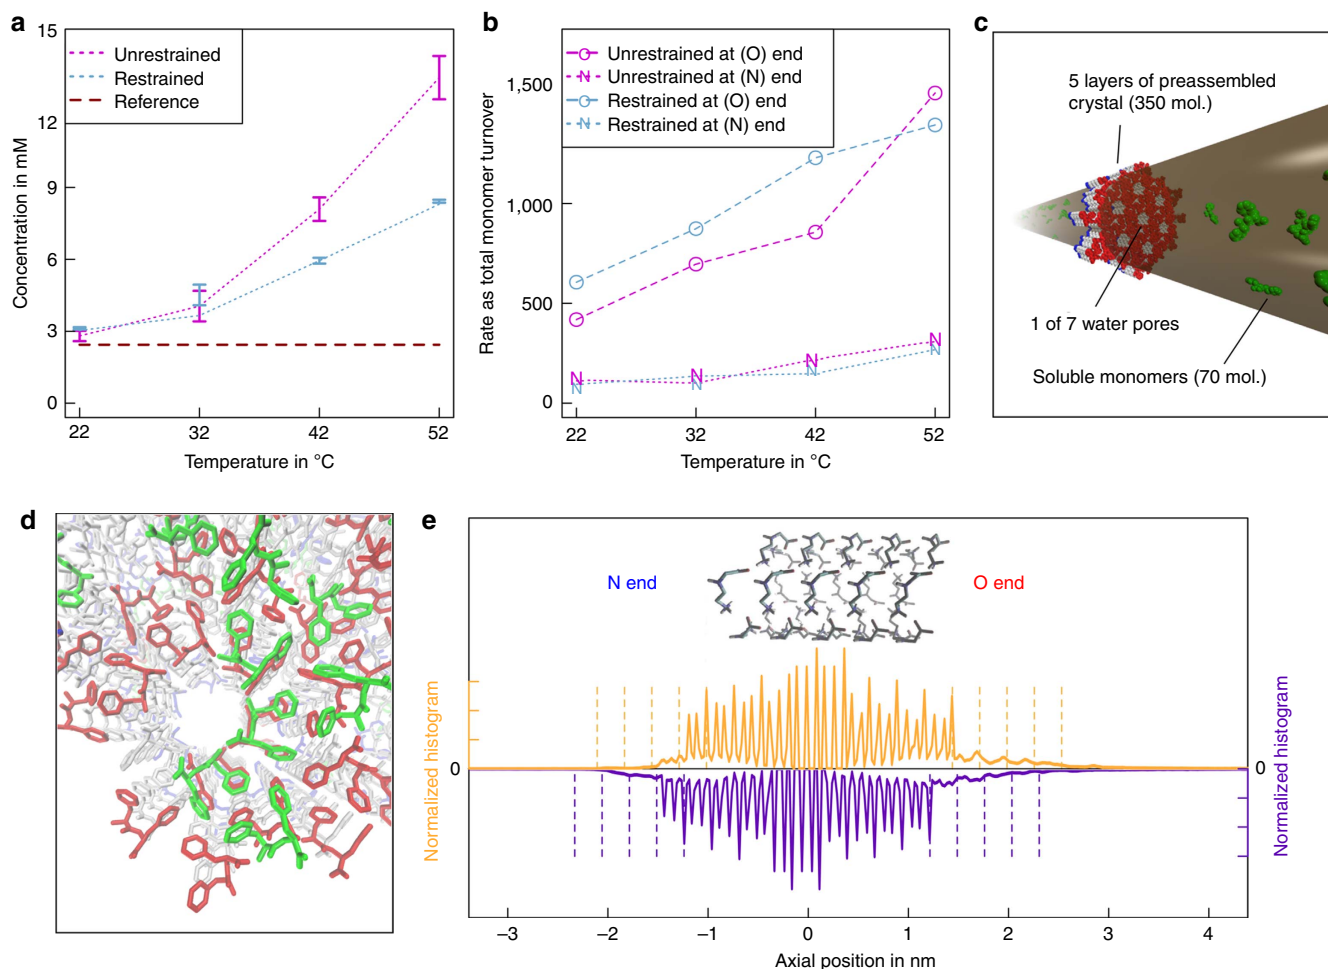 a
15
12
9
6
3
0
Concentration in mM
Unrestrained
Restrained
Reference
22 32 42 52
Temperature in °C
b
1,500
1,000
500
0
Rate as total monomer turnover
Unrestrained at (O) end
Unrestrained at (N) end
Restrained at (O) end
Restrained at (N) end
O
N
O
N
N N N N
N N N N
22 32 42 52
Temperature in °C
c
5 layers of preassembled
crystal (350 mol.)
1 of 7 water pores
Soluble monomers (70 mol.)
d
e
N end
O end
Normalized histogram
0
0
Normalized histogram
–3 –2 –1 0 1 2 3 4
Axial position in nm